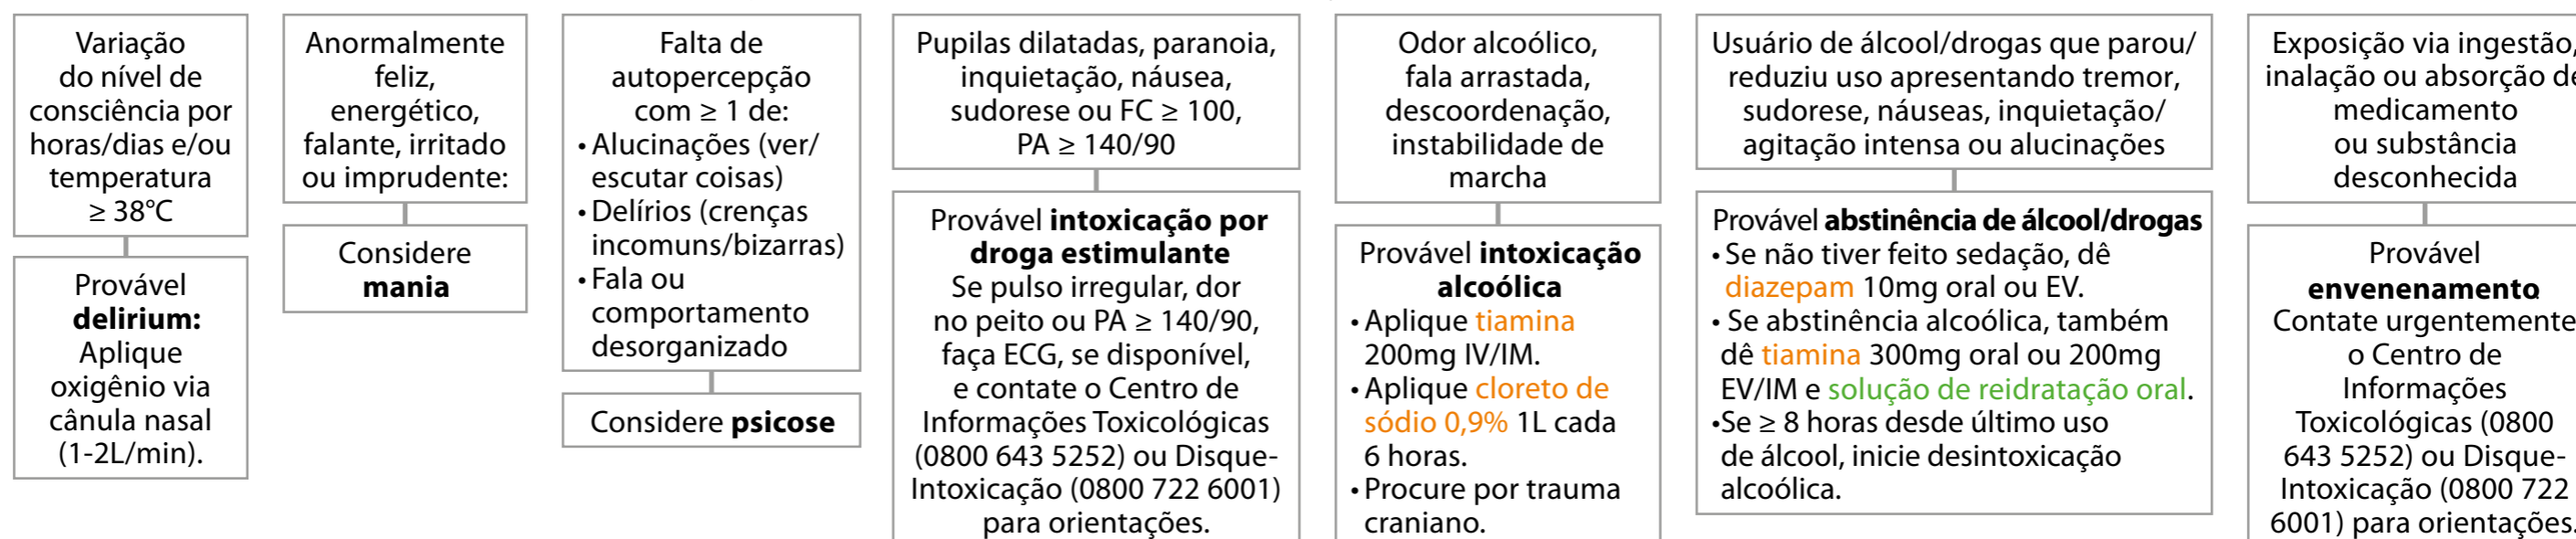 Variação
do nível de
consciência por
horas/dias e/ou
temperatura
≥ 38°C
Provável
delirium:
Aplique
oxigênio via
cânula nasal
(1-2L/min).
Anormalmente
feliz,
energético,
falante, irritado
ou imprudente:
Considere
mania
Falta de
autopercepção
com ≥ 1 de:
• Alucinações (ver/
escutar coisas)
• Delírios (crenças
incomuns/bizarras)
• Fala ou
comportamento
desorganizado
Considere psicose
Pupilas dilatadas, paranoia,
inquietação, náusea,
sudorese ou FC ≥ 100,
PA ≥ 140/90
Provável intoxicação por
droga estimulante
Se pulso irregular, dor
no peito ou PA ≥ 140/90,
faça ECG, se disponível,
e contate o Centro de
Informações Toxicológicas
(0800 643 5252) ou Disque-
Intoxicação (0800 722 6001)
para orientações.
Odor alcoólico,
fala arrastada,
descoordenação,
instabilidade de
marcha
Provável intoxicação
alcoólica
• Aplique tiamina
200mg IV/IM.
• Aplique cloreto de
sódio 0,9% 1L cada
6 horas.
• Procure por trauma
craniano.
Usuário de álcool/drogas que parou/
reduziu uso apresentando tremor,
sudorese, náuseas, inquietação/
agitação intensa ou alucinações
Provável abstinência de álcool/drogas
• Se não tiver feito sedação, dê
diazepam 10mg oral ou EV.
• Se abstinência alcoólica, também
dê tiamina 300mg oral ou 200mg
EV/IM e solução de reidratação oral.
•Se ≥ 8 horas desde último uso
de álcool, inicie desintoxicação
alcoólica.
Exposição via ingestão,
inalação ou absorção de
medicamento
ou substância
desconhecida
Provável
envenenamento.
Contate urgentemente
o Centro de
Informações
Toxicológicas (0800
643 5252) ou Disque-
Intoxicação (0800 722
6001) para orientações.